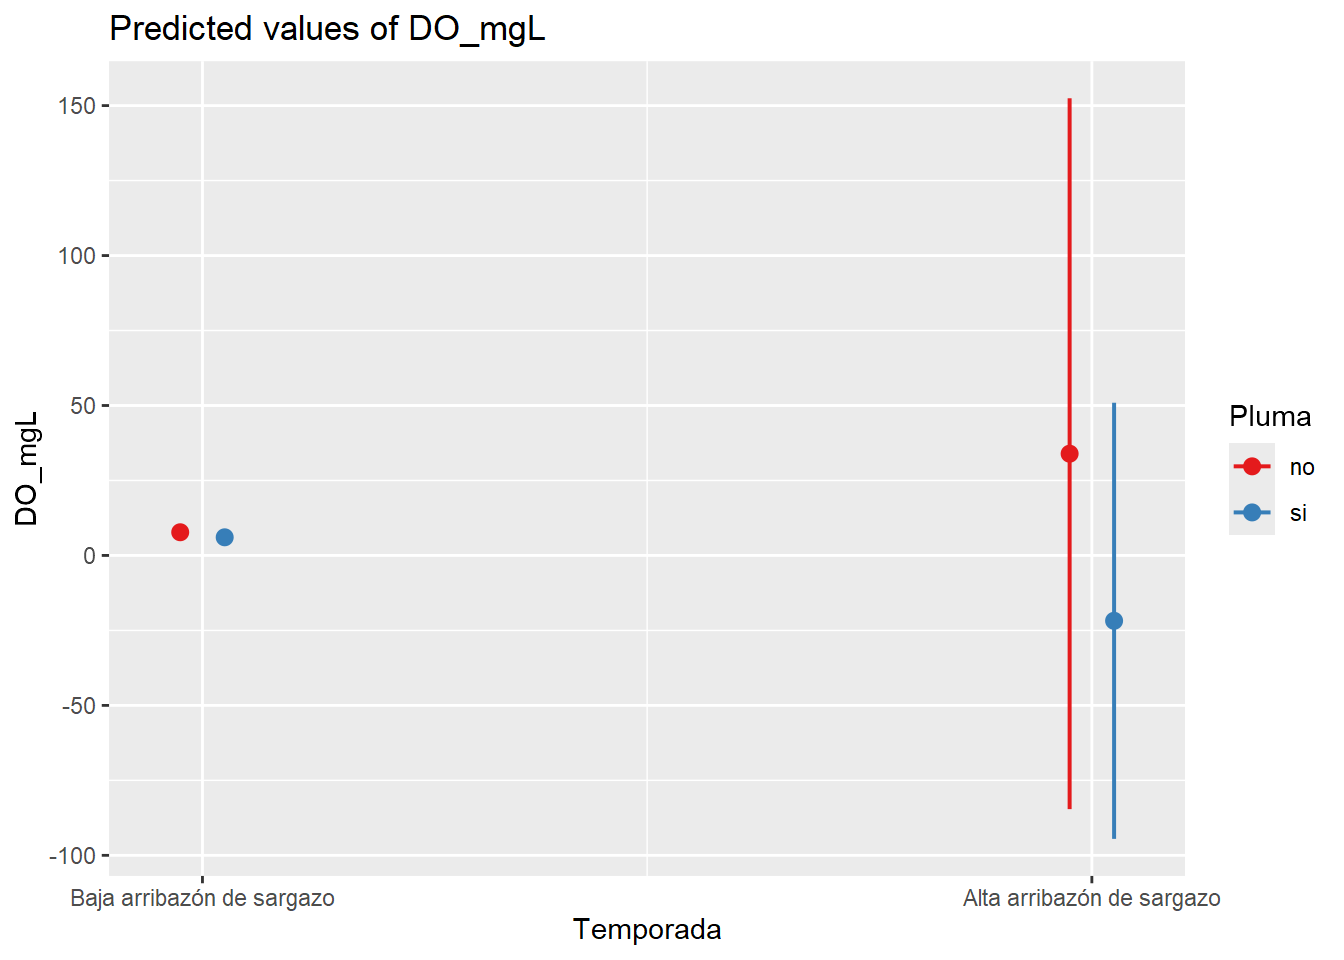 Predicted values of DO_mgL
150
100
50
0
-50
-100
DO_mgL
Baja arribazón de sargazo
Alta arribazón de sargazo
Temporada
Pluma
no
si